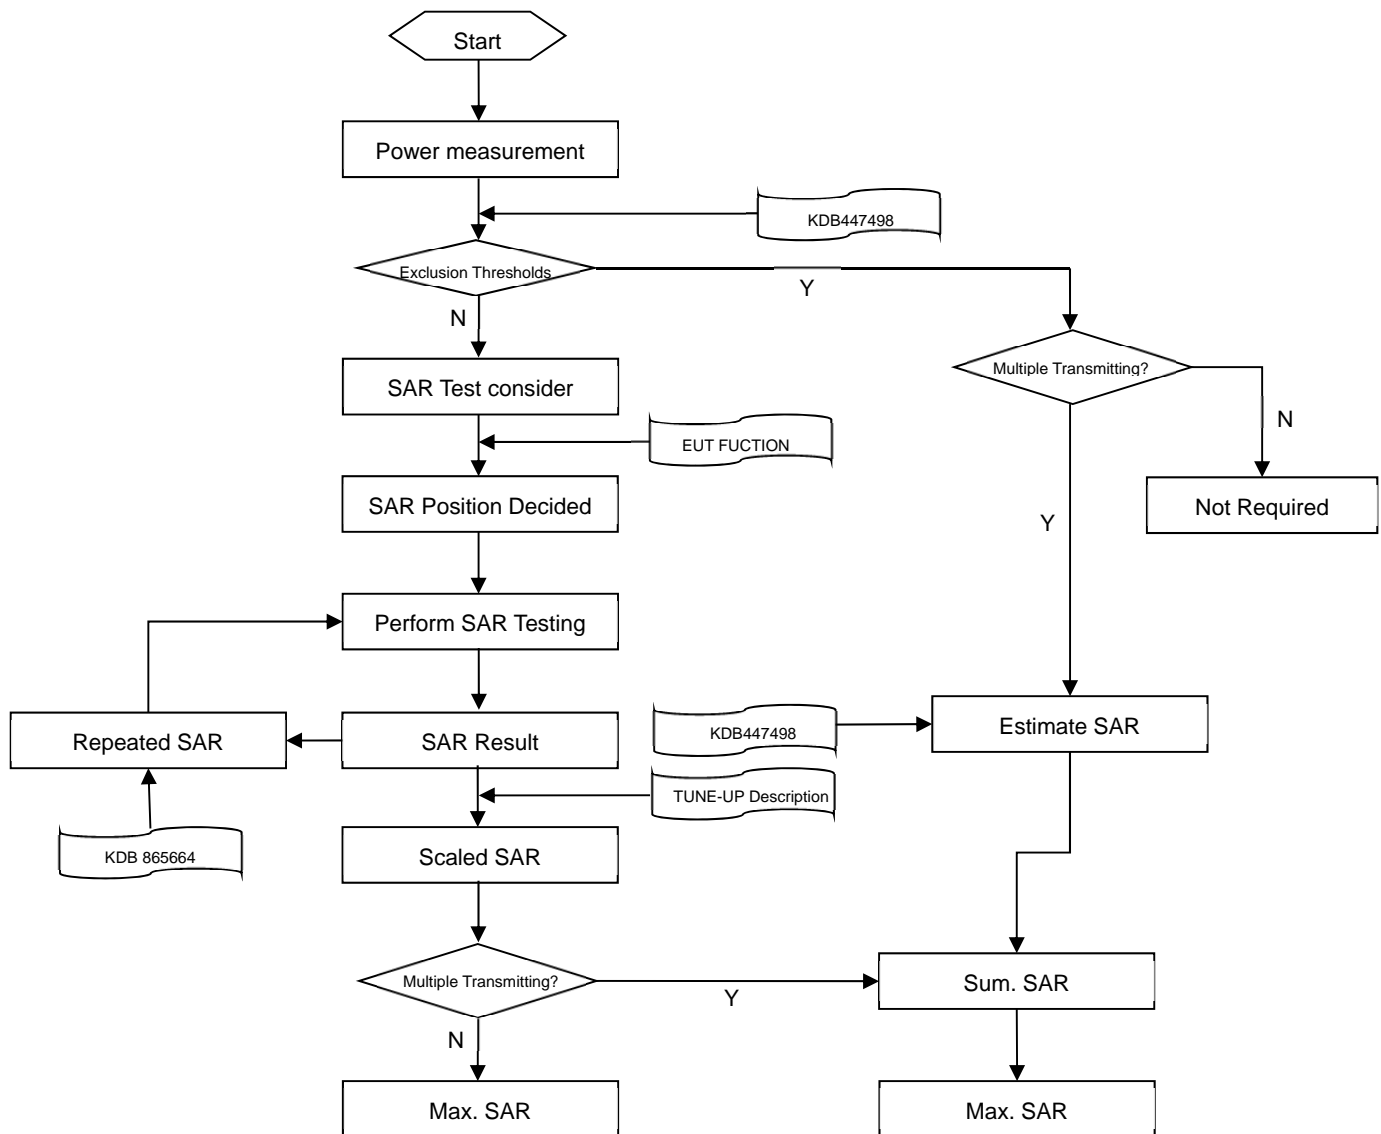 Start
Power measurement
KDB447498
Exclusion Thresholds
Y
N
Multiple Transmitting?
SAR Test consider
N
EUT FUCTION
SAR Position Decided
Not Required
Y
Perform SAR Testing
Repeated SAR
SAR Result
KDB447498
Estimate SAR
TUNE-UP Description
KDB 865664
Scaled SAR
Multiple Transmitting?
Y
Sum. SAR
N
Max. SAR
Max. SAR